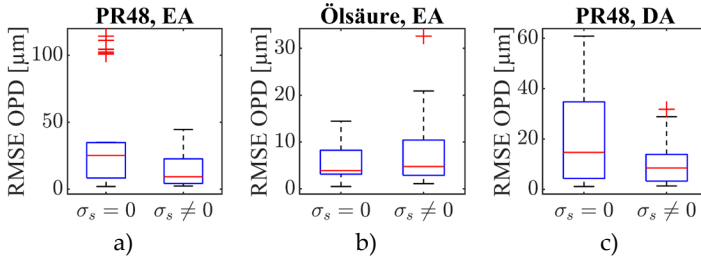 PR48, EA
RMSE OPD [µm]
100
50
0
σs = 0
σs ≠ 0
a)
Ölsäure, EA
RMSE OPD [µm]
30
20
10
0
σs = 0
σs ≠ 0
b)
PR48, DA
RMSE OPD [µm]
60
40
20
0
σs = 0
σs ≠ 0
c)